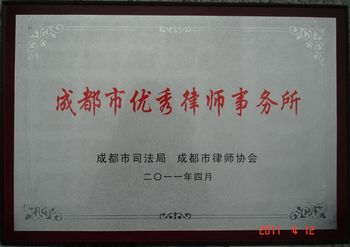 成都市优秀律师事务所
成都市司法局 成都市律师协会
二〇一一年四月
2011 4 12